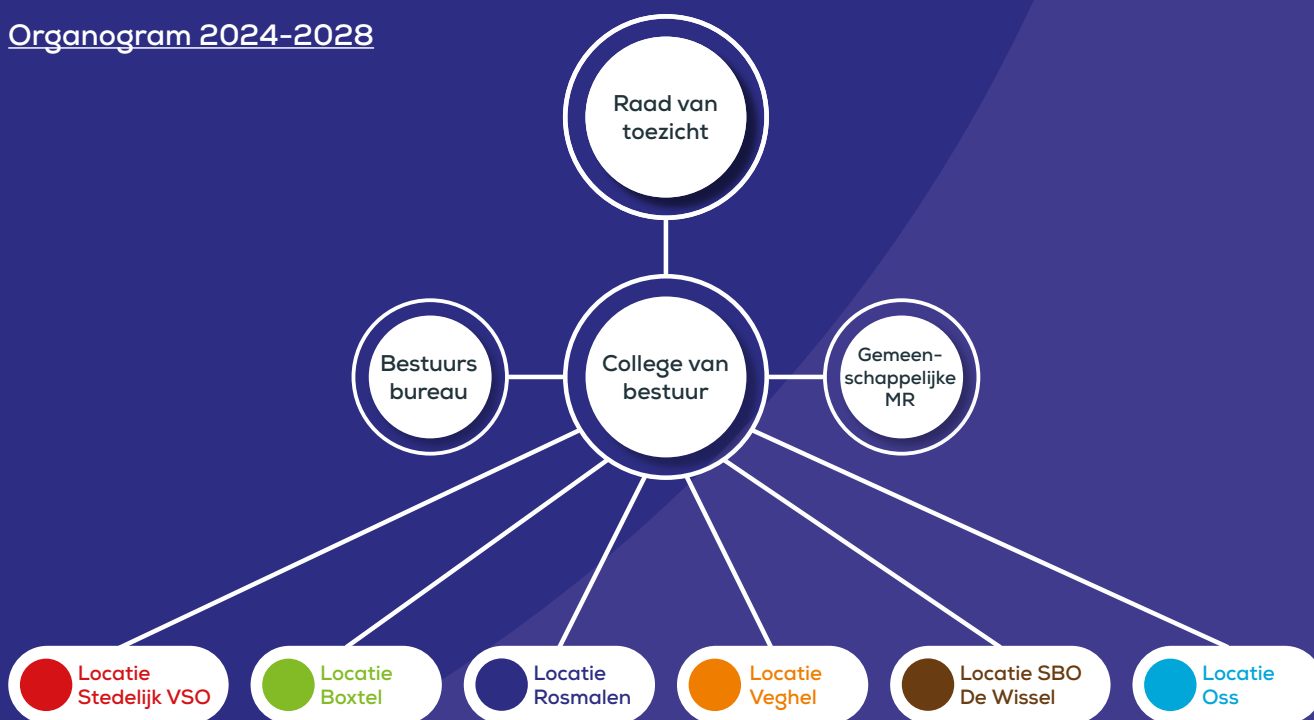 Organogram 2024-2028
Raad van
toezicht
Bestuurs
bureau
College van
bestuur
Gemeen-
schappelijke
MR
Locatie
Stedelijk VSO
Locatie
Boxtel
Locatie
Rosmalen
Locatie
Veghel
Locatie SBO
De Wissel
Locatie
Oss